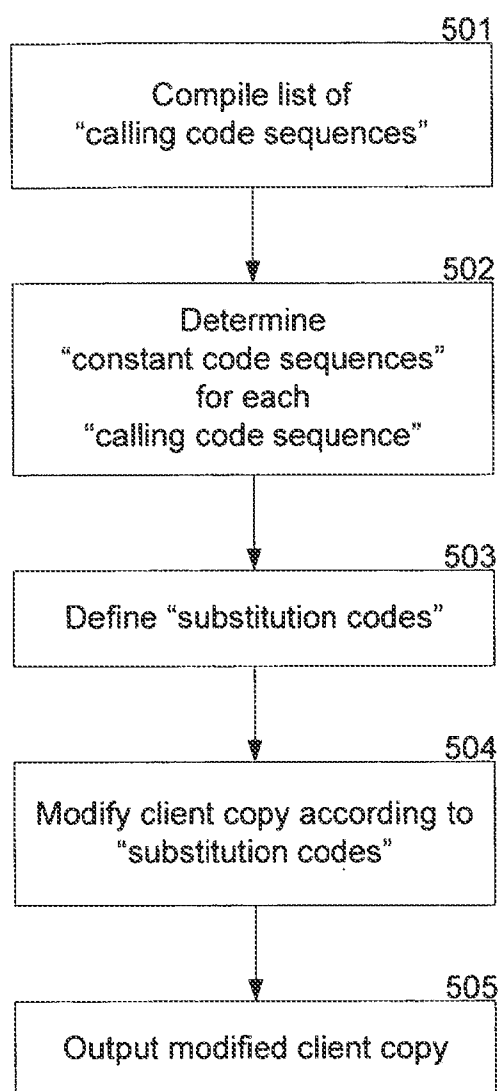 501
Compile list of
“calling code sequences”
502
Determine
“constant code sequences”
for each
“calling code sequence”
503
Define “substitution codes”
504
Modify client copy according to
“substitution codes”
505
Output modified client copy